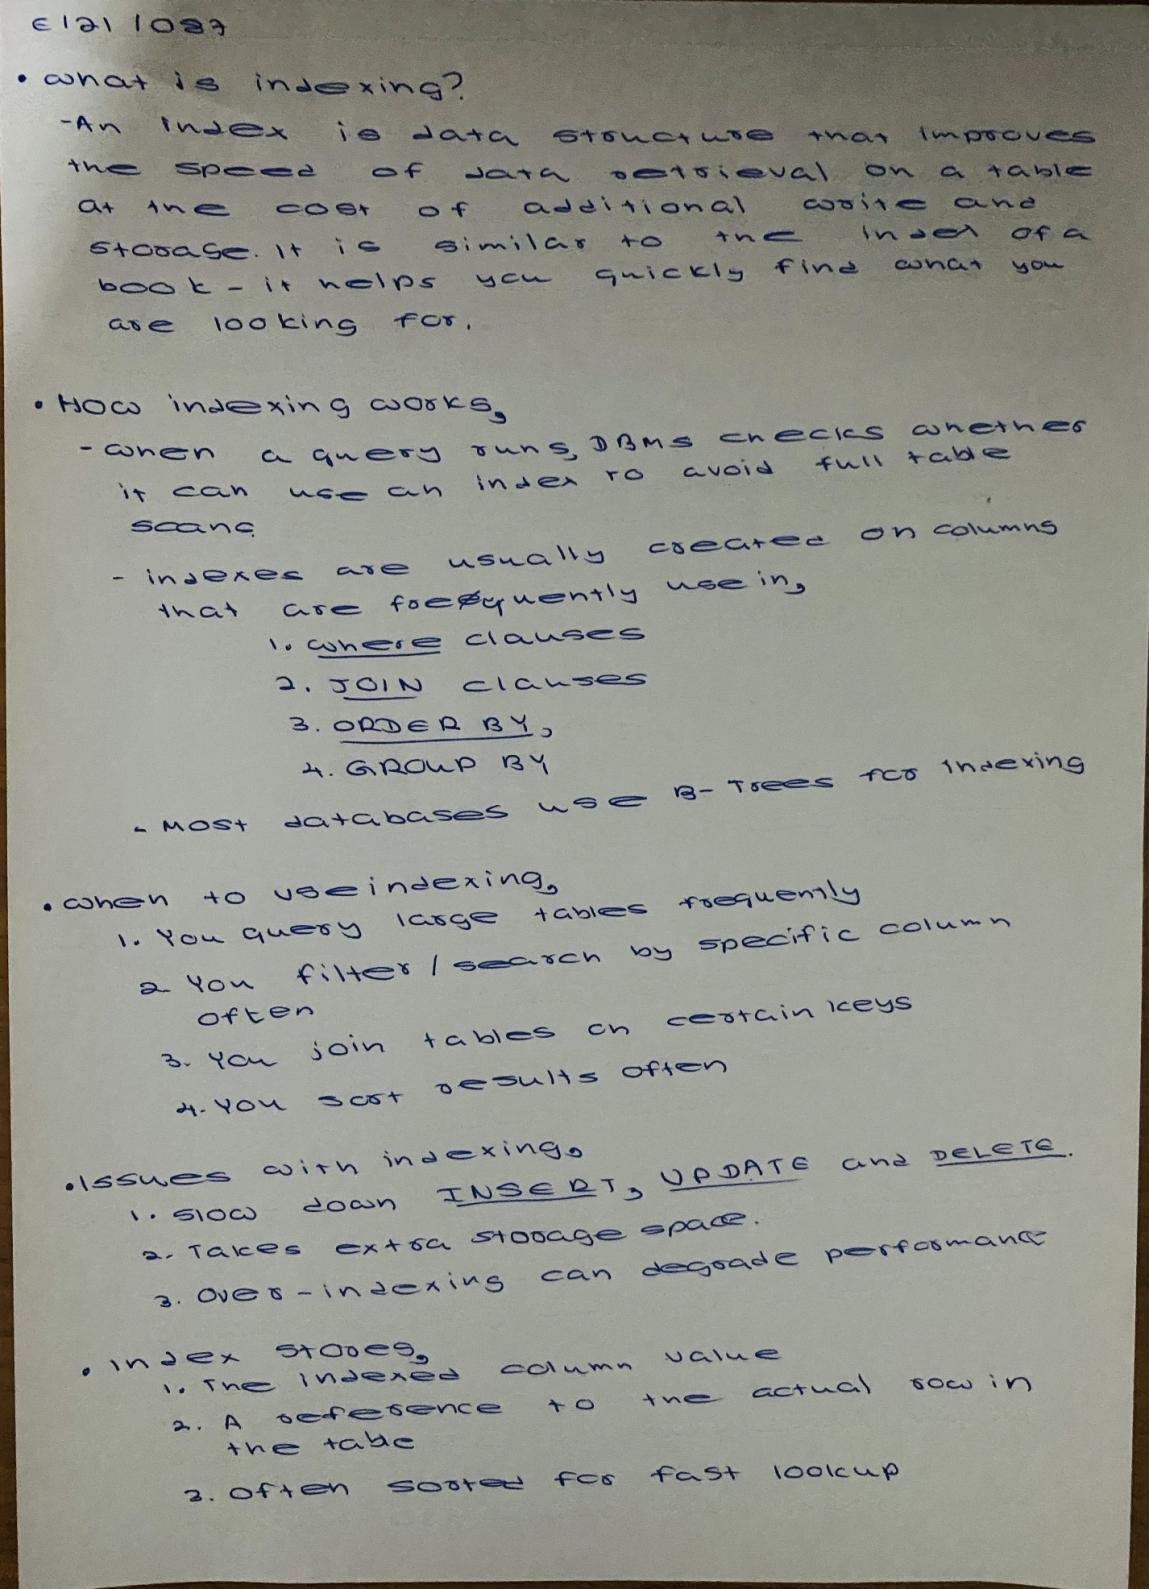 E121 1087
• what is indexing?
-An index is data structure that improves
the speed of data retrieval on a table
at the cost of additional write and
storage. It is similar to the index of a
book - it helps you quickly find what you
are looking for.
• How indexing works,
- when a query runs, DBMS checks whether
it can use an index to avoid full table
scans
- indexes are usually created on columns
that are frequently use in,
1. where clauses
2. JOIN clauses
3. ORDER BY,
4. GROUP BY
- Most databases use B-Trees for indexing
• when to use indexing,
1. You query large tables frequently
2 You filter / search by specific column
often
3. You join tables on certain keys
4. You sort results often
• Issues with indexing,
1. slow down INSERT, UPDATE and DELETE.
2. Takes extra storage space.
3. Over-indexing can degrade performance
• index stores,
1. The indexed column value
2. A reference to the actual row in
the table
3. Often sorted for fast lookup